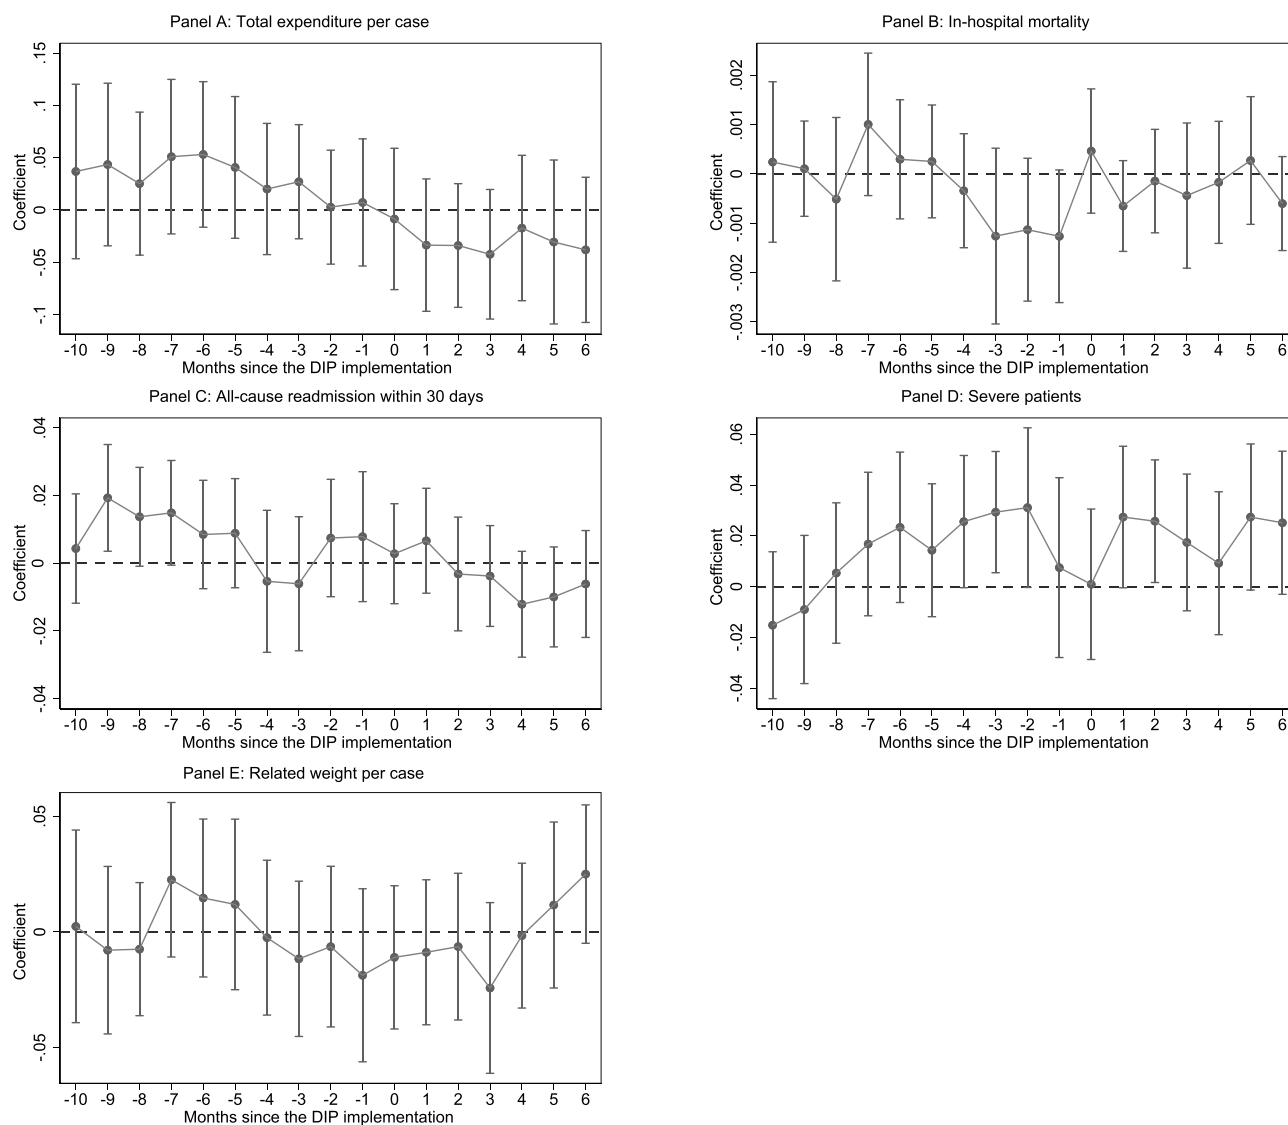 Panel A: Total expenditure per case
.15
.1
.05
0
-.05
-.1
Coefficient
-10 -9 -8 -7 -6 -5 -4 -3 -2 -1 0 1 2 3 4 5 6
Months since the DIP implementation
Panel B: In-hospital mortality
.002
.001
0
-.001
-.002
-.003
Coefficient
-10 -9 -8 -7 -6 -5 -4 -3 -2 -1 0 1 2 3 4 5 6
Months since the DIP implementation
Panel C: All-cause readmission within 30 days
.04
.02
0
-.02
-.04
Coefficient
-10 -9 -8 -7 -6 -5 -4 -3 -2 -1 0 1 2 3 4 5 6
Months since the DIP implementation
Panel D: Severe patients
.06
.04
.02
0
-.02
-.04
Coefficient
-10 -9 -8 -7 -6 -5 -4 -3 -2 -1 0 1 2 3 4 5 6
Months since the DIP implementation
Panel E: Related weight per case
.05
0
-.05
Coefficient
-10 -9 -8 -7 -6 -5 -4 -3 -2 -1 0 1 2 3 4 5 6
Months since the DIP implementation